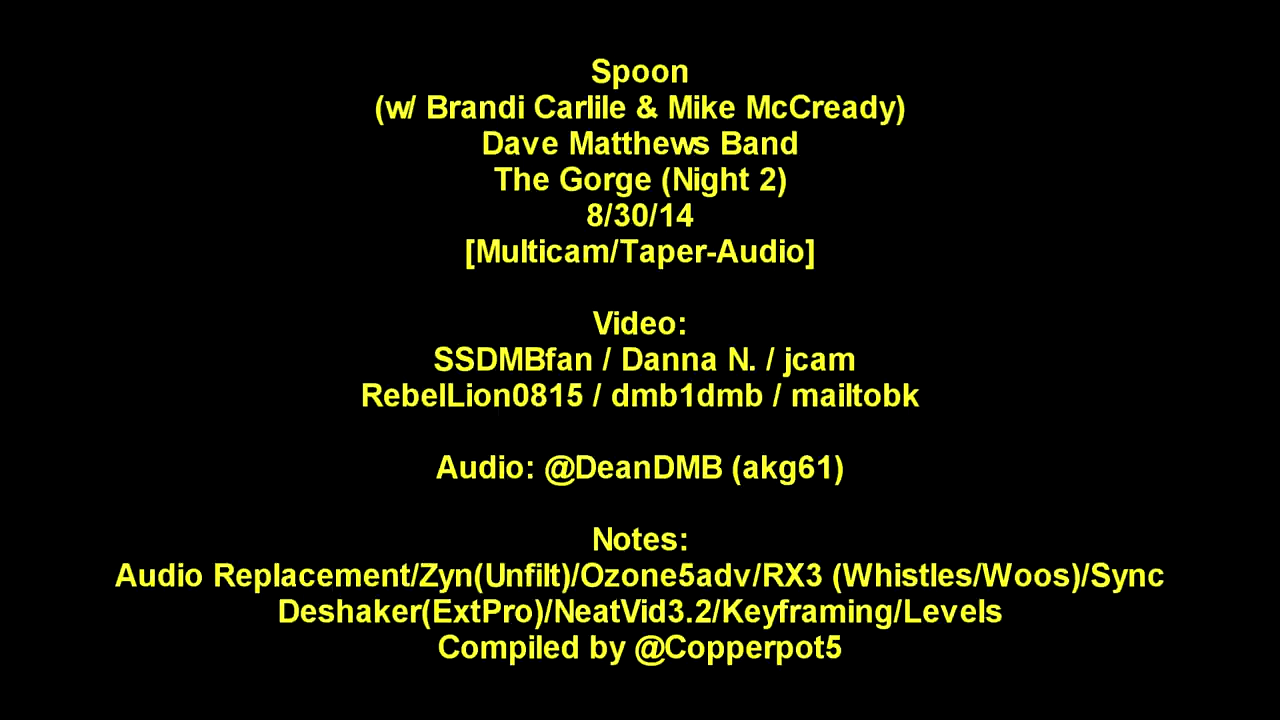 Spoon
(w/ Brandi Carlile & Mike McCready)
Dave Matthews Band
The Gorge (Night 2)
8/30/14
[Multicam/Taper-Audio]
Video:
SSDMBfan / Danna N. / jcam
RebelLion0815 / dmb1dmb / mailtobk
Audio: @DeanDMB (akg61)
Notes:
Audio Replacement/Zyn(Unfilt)/Ozone5adv/RX3 (Whistles/Woos)/Sync
Deshaker(ExtPro)/NeatVid3.2/Keyframing/Levels
Compiled by @Copperpot5